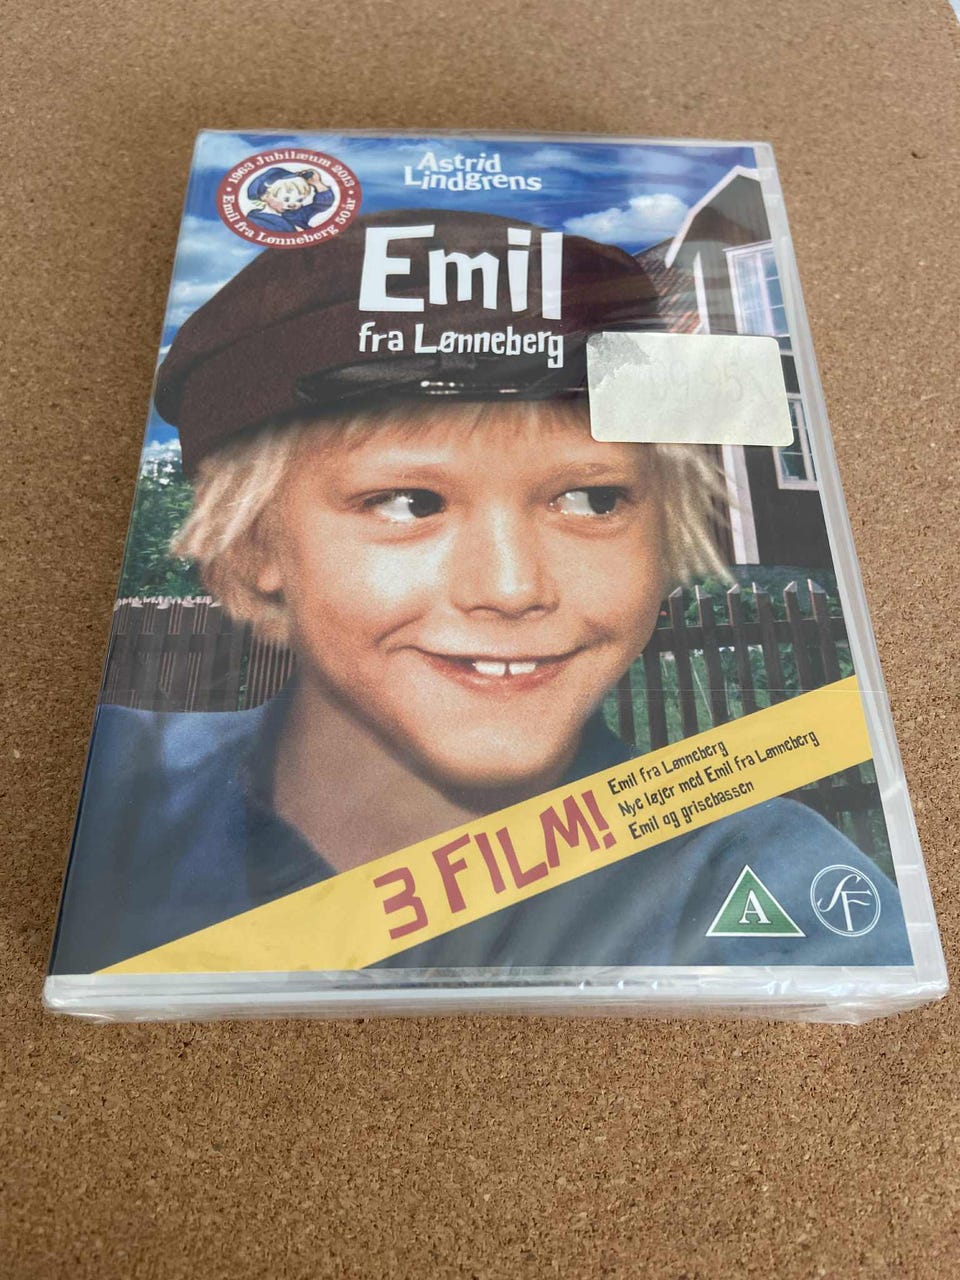 1963 Jubilæum 2013
Emil fra Lønneberg 50 år
Astrid
Lindgrens
Emil
fra Lønneberg
3 FILM!
Emil fra Lønneberg
Nye løjer med Emil fra Lønneberg
Emil og grisebassen
A
SF